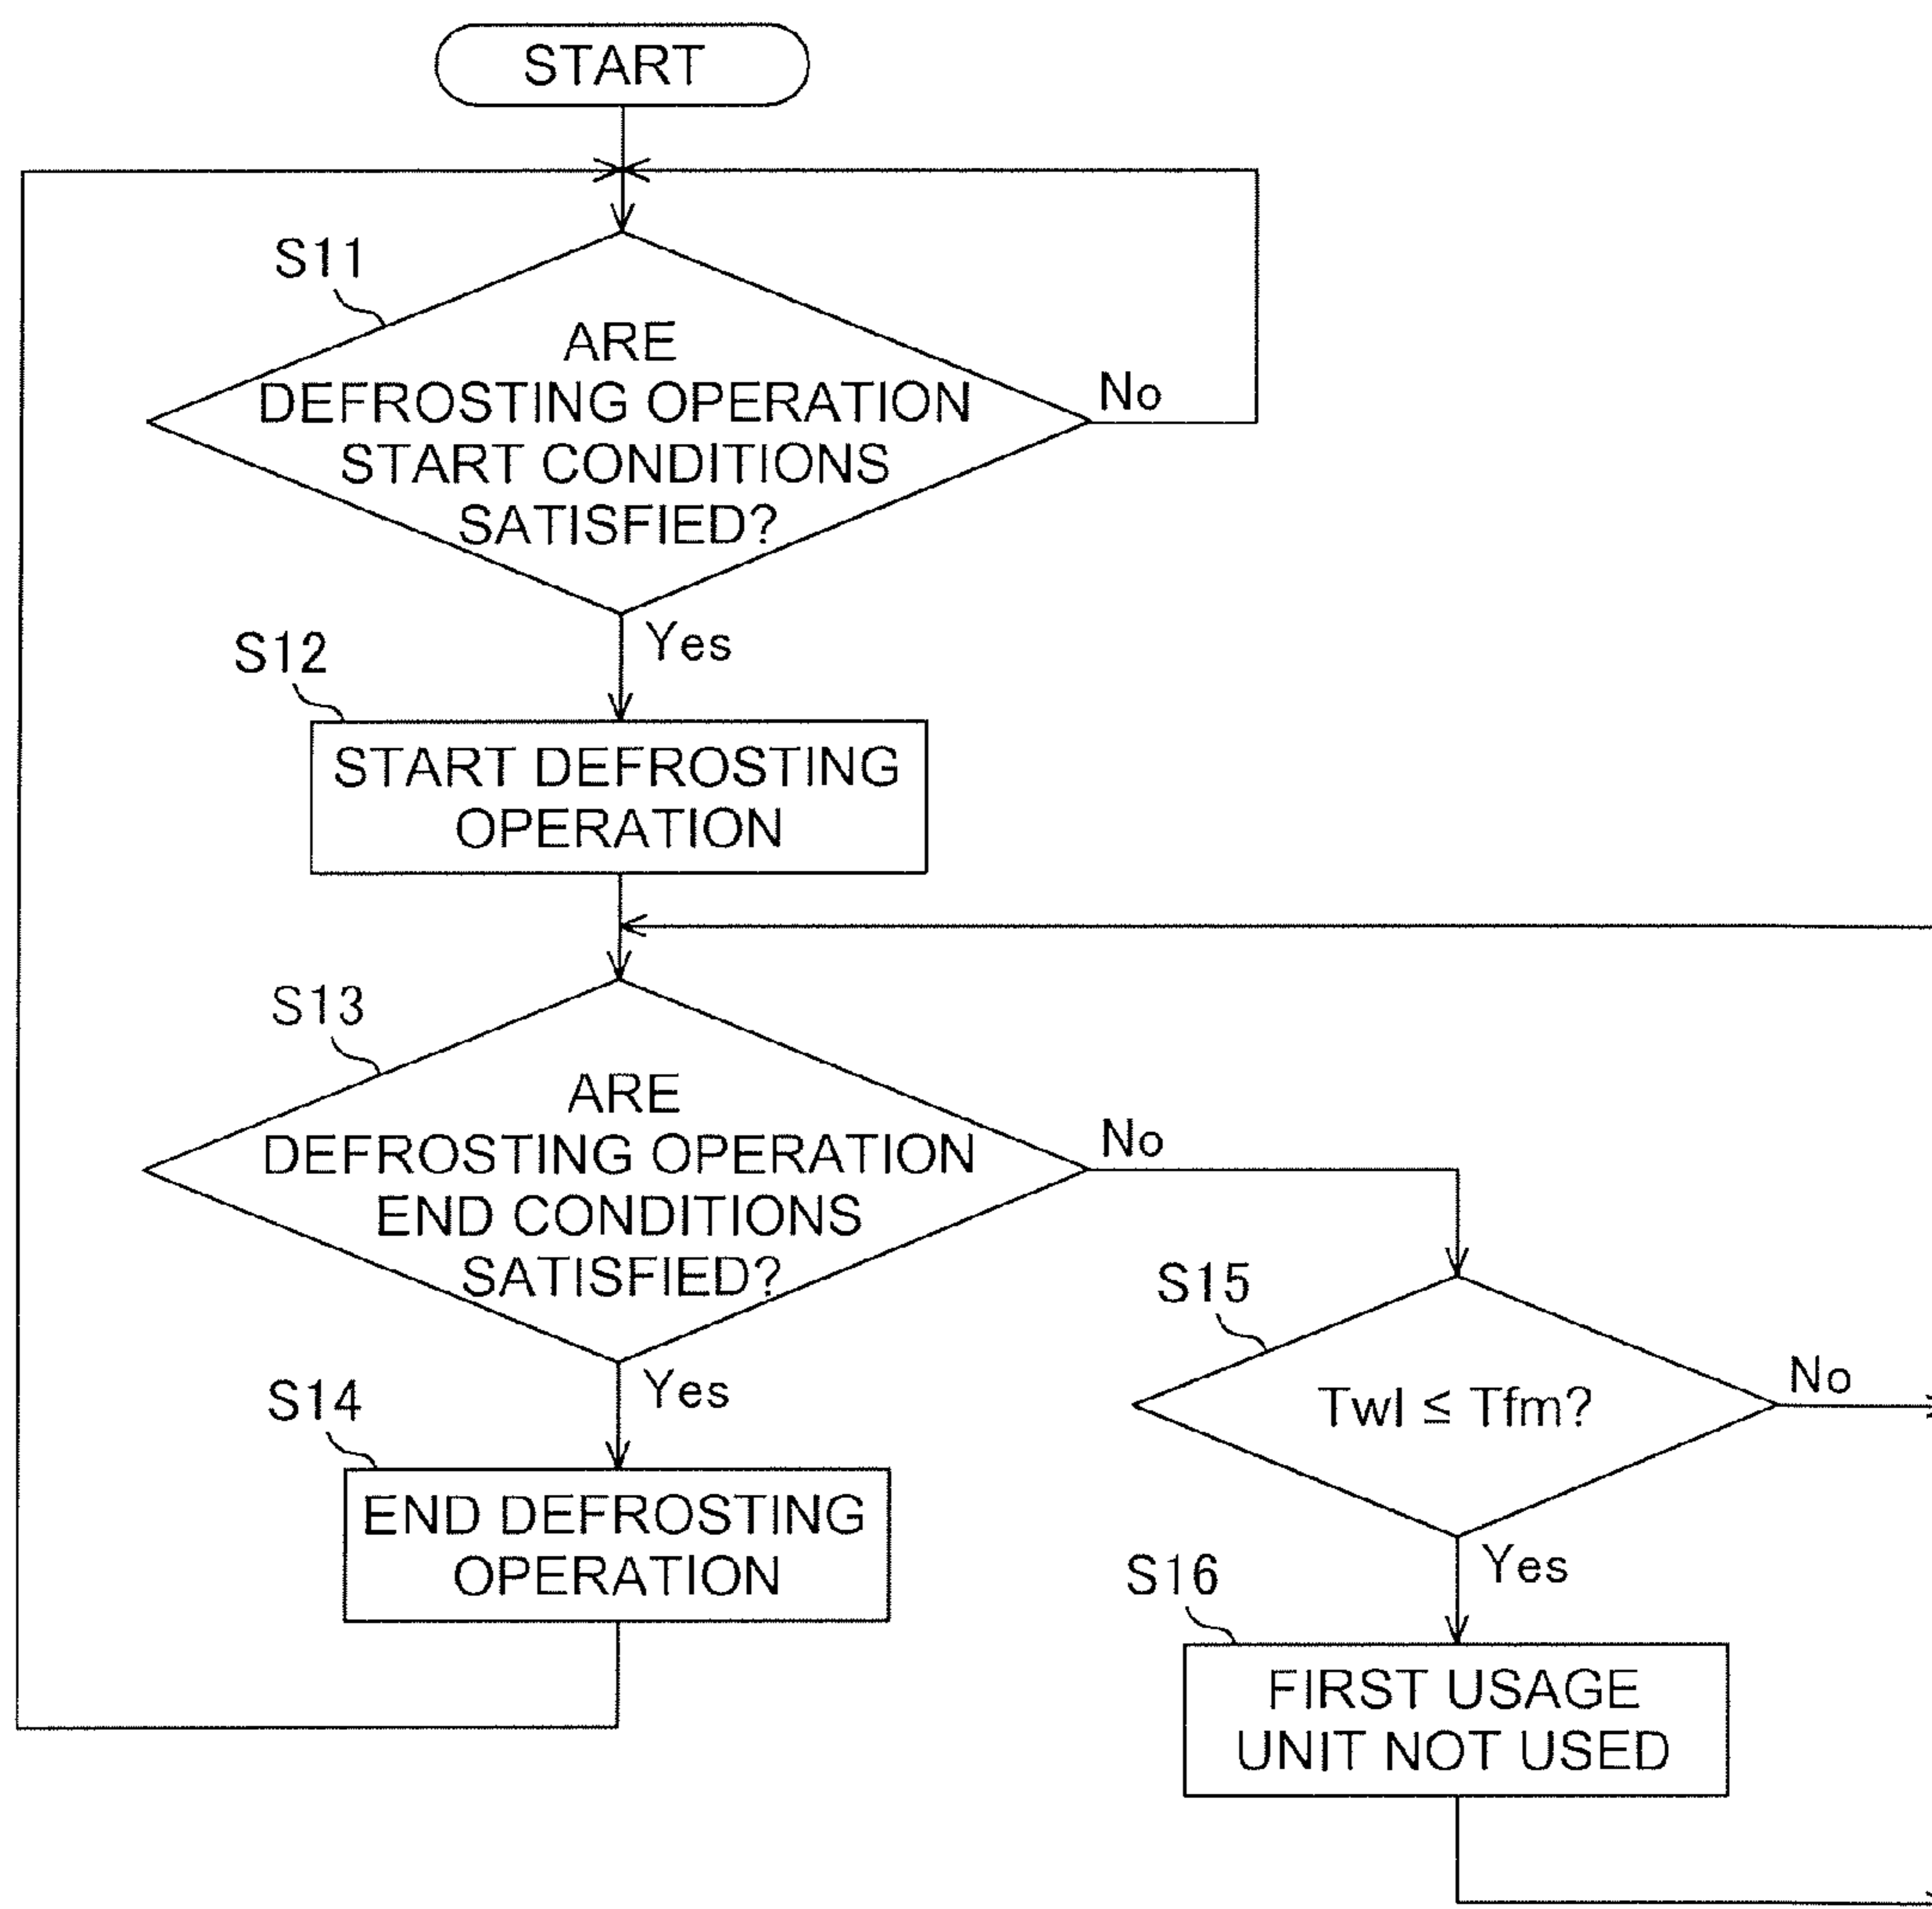 START
S11
ARE
DEFROSTING OPERATION
START CONDITIONS
SATISFIED?
No
Yes
S12
START DEFROSTING
OPERATION
S13
ARE
DEFROSTING OPERATION
END CONDITIONS
SATISFIED?
No
Yes
S14
END DEFROSTING
OPERATION
S15
Twl ≤ Tfm?
No
Yes
S16
FIRST USAGE
UNIT NOT USED